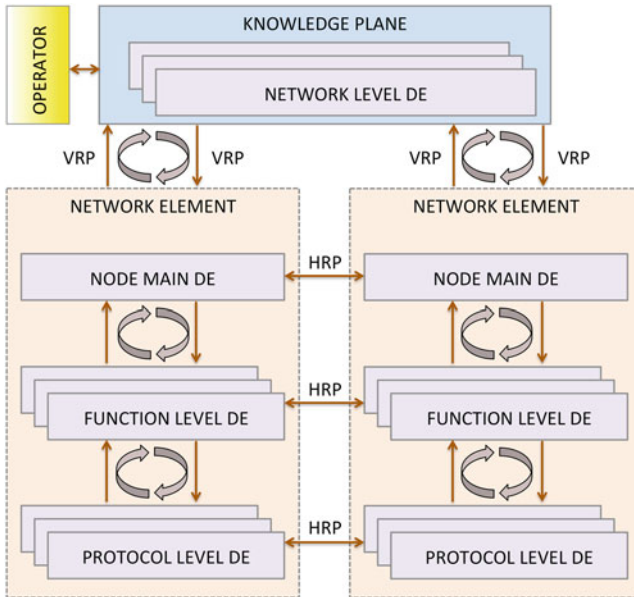 KNOWLEDGE PLANE
OPERATOR
NETWORK LEVEL DE
VRP VRP VRP VRP
NETWORK ELEMENT NETWORK ELEMENT
HRP
NODE MAIN DE NODE MAIN DE
HRP
FUNCTION LEVEL DE FUNCTION LEVEL DE
HRP
PROTOCOL LEVEL DE PROTOCOL LEVEL DE